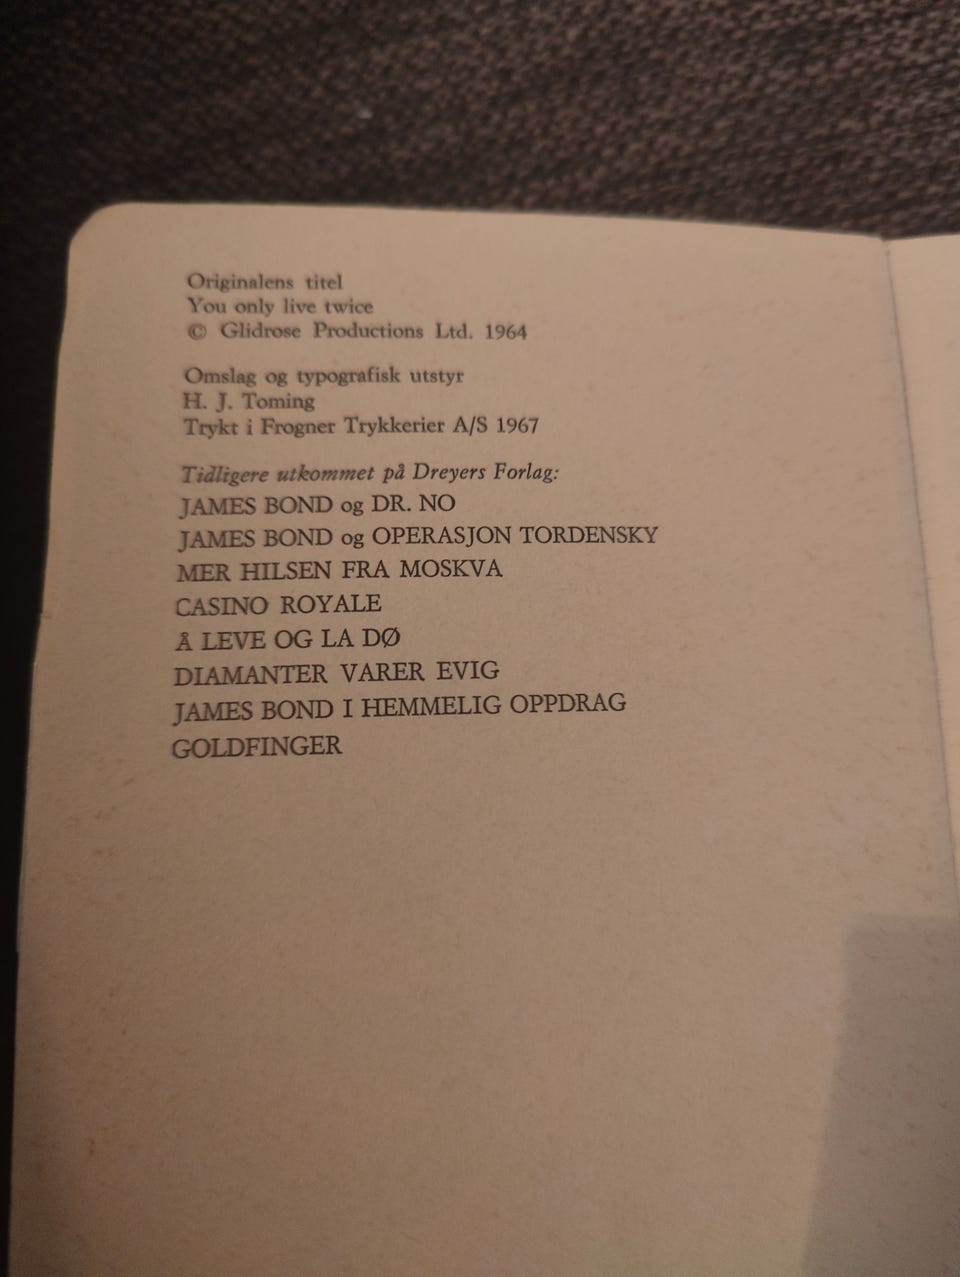 Originalens titel
You only live twice
© Glidrose Productions Ltd. 1964
Omslag og typografisk utstyr
H. J. Toming
Trykt i Frogner Trykkerier A/S 1967
Tidligere utkommet på Dreyers Forlag:
JAMES BOND og DR. NO
JAMES BOND og OPERASJON TORDENSKY
MER HILSEN FRA MOSKVA
CASINO ROYALE
Å LEVE OG LA DØ
DIAMANTER VARER EVIG
JAMES BOND I HEMMELIG OPPDRAG
GOLDFINGER